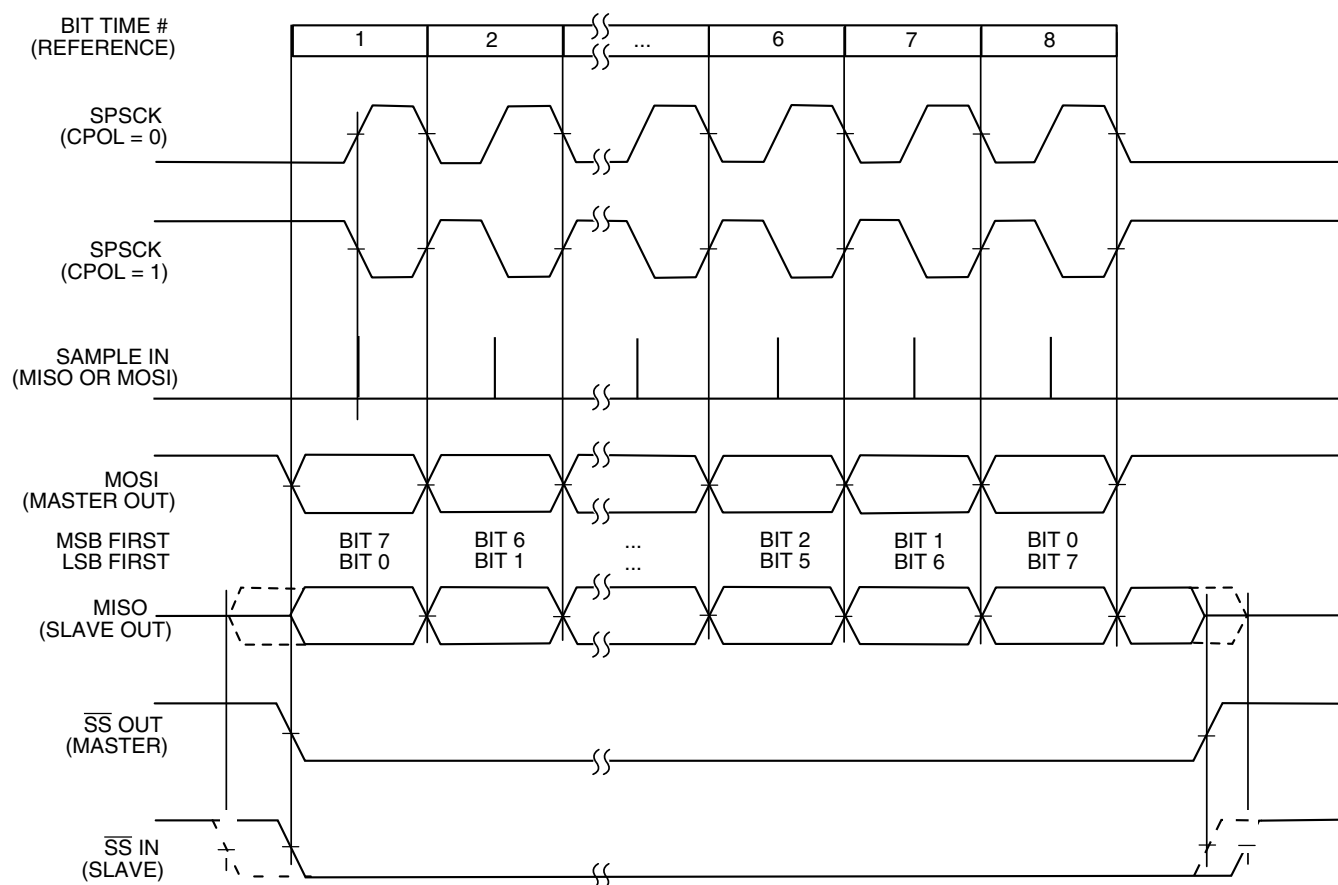 BIT TIME #
(REFERENCE)
1 2 ... 6 7 8
SPSCK
(CPOL = 0)
SPSCK
(CPOL = 1)
SAMPLE IN
(MISO OR MOSI)
MOSI
(MASTER OUT)
MSB FIRST BIT 7 BIT 6 ... BIT 2 BIT 1 BIT 0
LSB FIRST BIT 0 BIT 1 ... BIT 5 BIT 6 BIT 7
MISO
(SLAVE OUT)
S̅S̅ OUT
(MASTER)
S̅S̅ IN
(SLAVE)